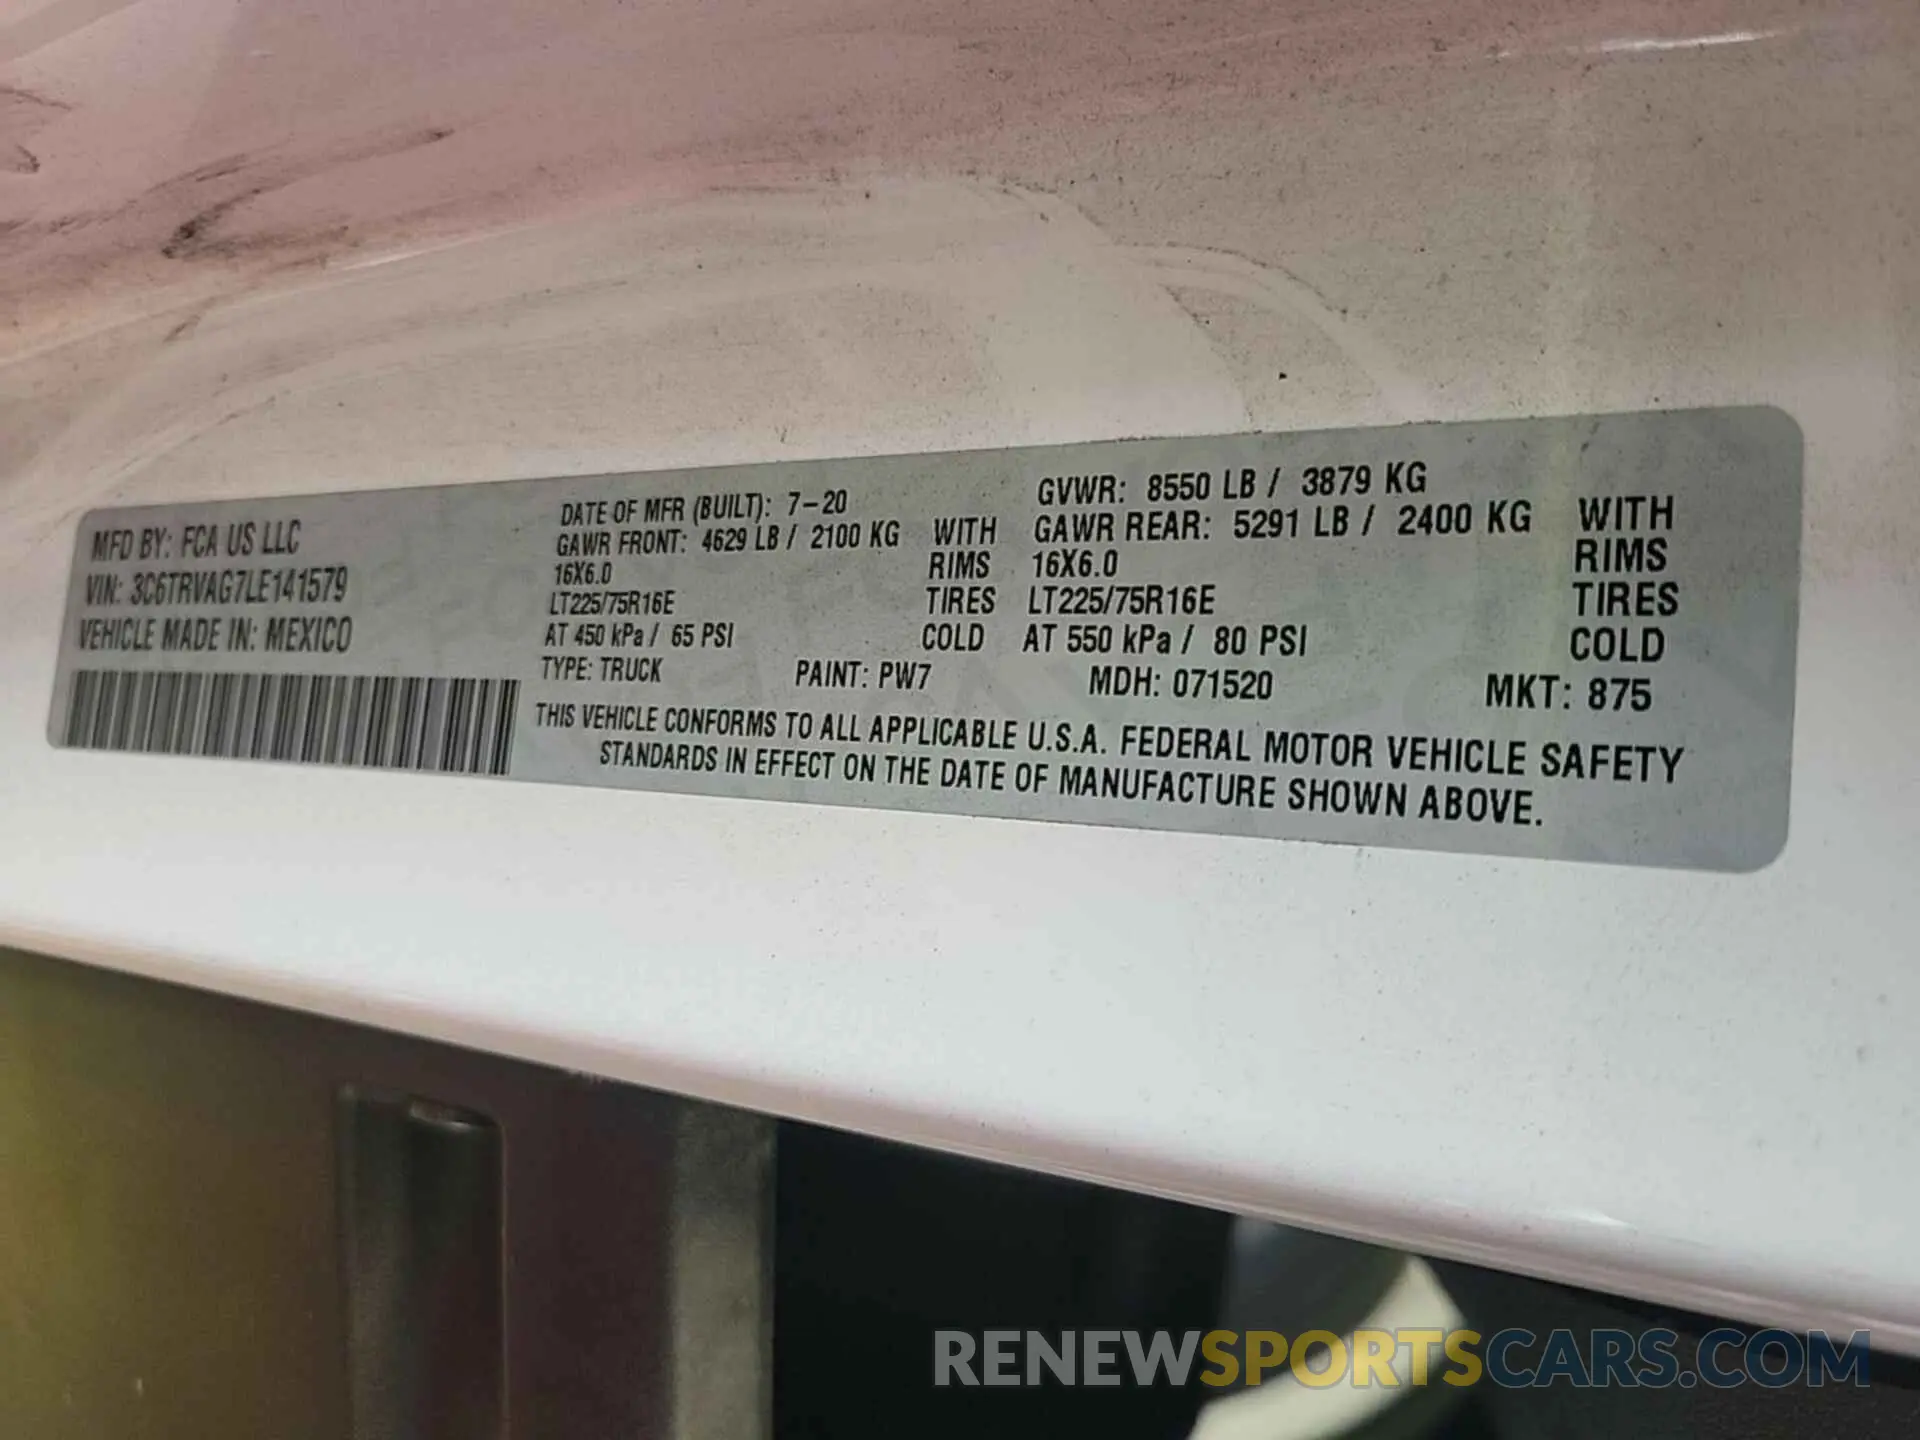 MFD BY: FCA US LLC
VIN: 3C6TRVAG7LE141579
VEHICLE MADE IN: MEXICO
DATE OF MFR (BUILT): 7-20 GVWR: 8550 LB / 3879 KG
GAWR FRONT: 4629 LB / 2100 KG WITH GAWR REAR: 5291 LB / 2400 KG WITH
16X6.0 RIMS 16X6.0 RIMS
LT225/75R16E TIRES LT225/75R16E TIRES
AT 450 kPa / 65 PSI COLD AT 550 kPa / 80 PSI COLD
TYPE: TRUCK PAINT: PW7 MDH: 071520 MKT: 875
THIS VEHICLE CONFORMS TO ALL APPLICABLE U.S.A. FEDERAL MOTOR VEHICLE SAFETY
STANDARDS IN EFFECT ON THE DATE OF MANUFACTURE SHOWN ABOVE.
RENEWSPORTSCARS.COM